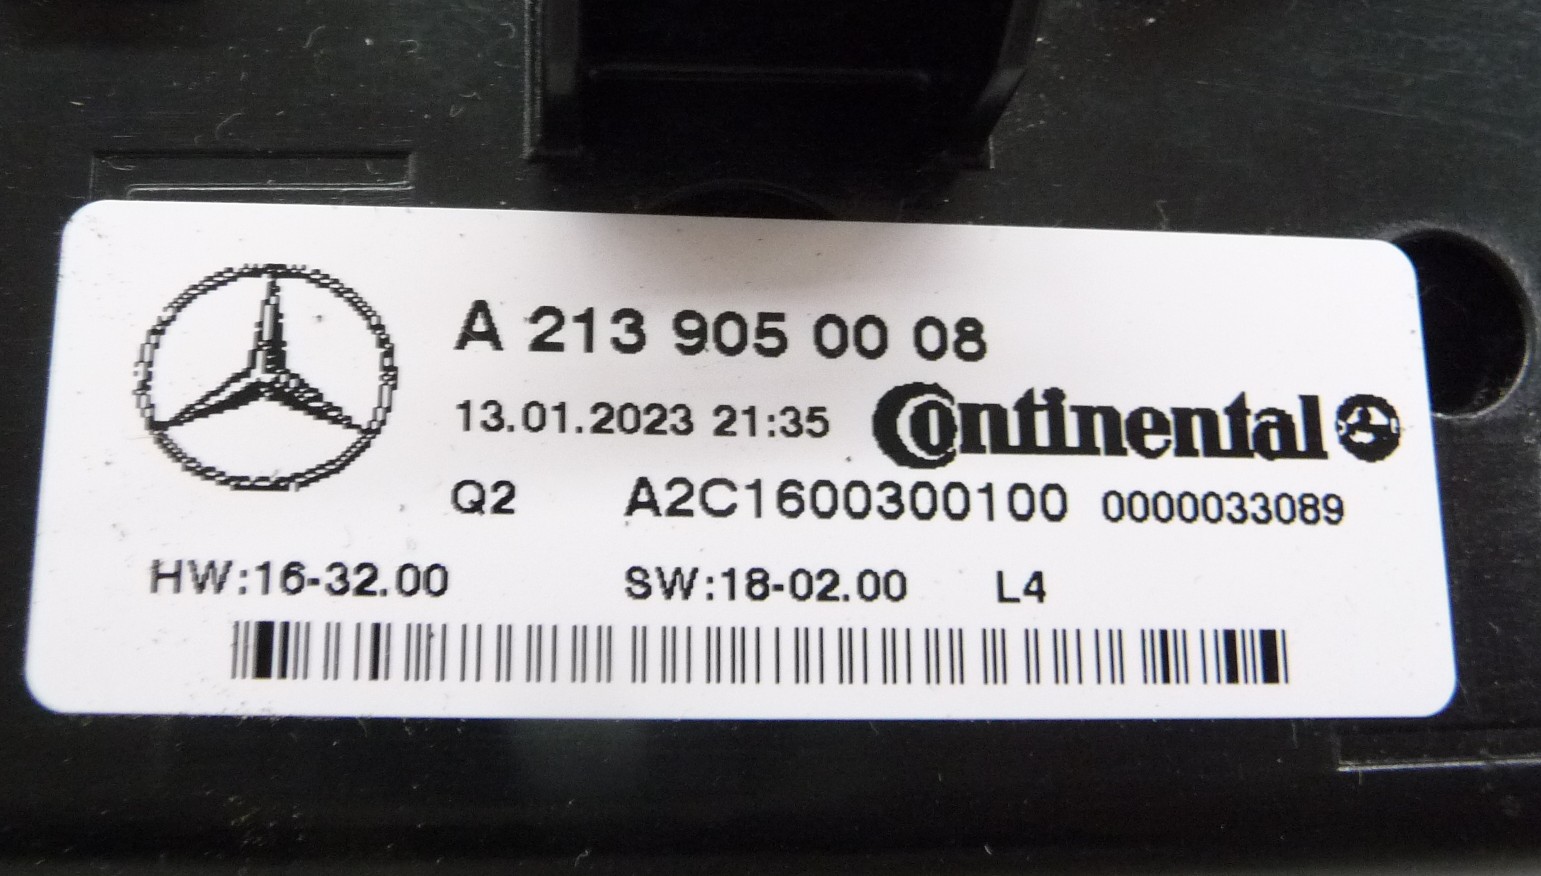 A 213 905 00 08
13.01.2023 21:35 Continental
Q2 A2C1600300100 0000033089
HW:16-32.00 SW:18-02.00 L4